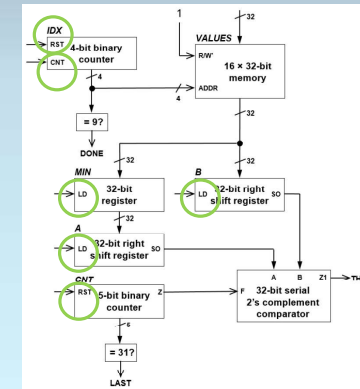 1
32
IDX
RST
4-bit binary
counter
CNT
4
VALUES
R/W'
16 × 32-bit
memory
ADDR
4
= 9?
DONE
32
32
32
MIN
LD
32-bit
register
B
LD
32-bit right
shift register
SO
32
A
LD
32-bit right
shift register
SO
CNT
RST
5-bit binary
counter
Z
A
B
Z1
F
32-bit serial
2's complement
comparator
= 31?
LAST